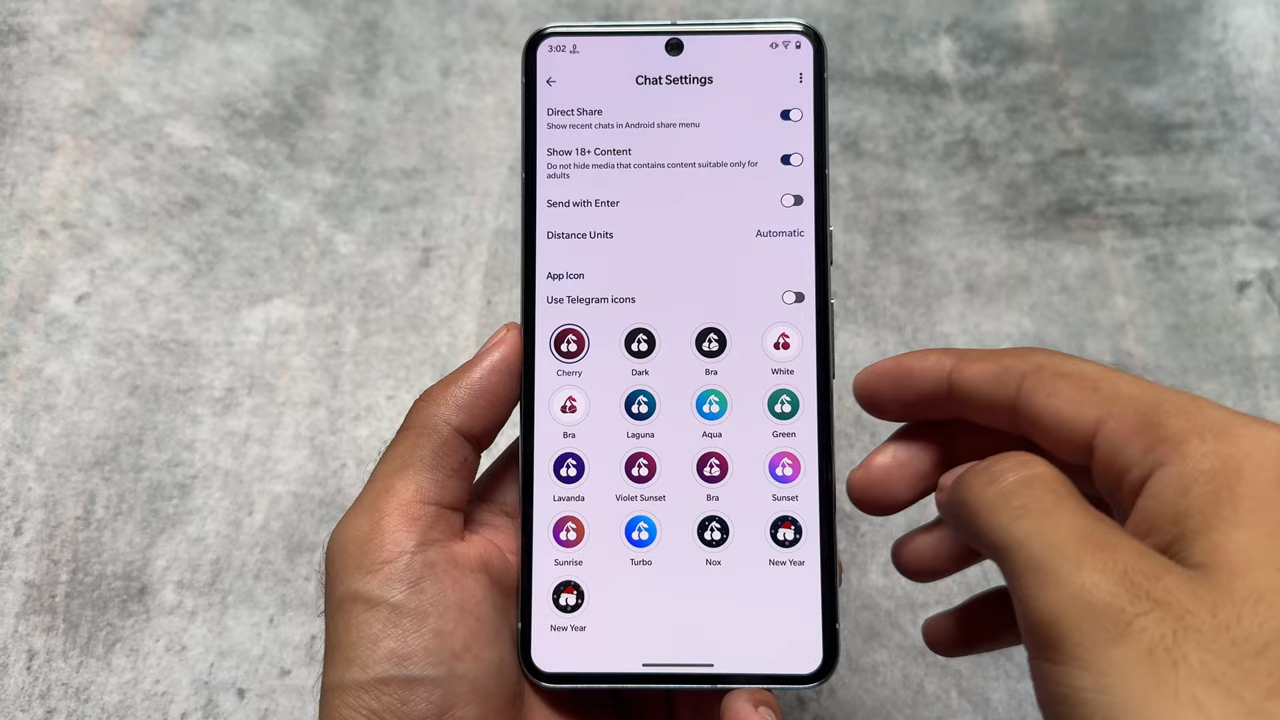 3:02
Chat Settings
Direct Share
Show recent chats in Android share menu
Show 18+ Content
Do not hide media that contains content suitable only for
adults
Send with Enter
Distance Units Automatic
App Icon
Use Telegram icons
Cherry Dark Bra White
Bra Laguna Aqua Green
Lavanda Violet Sunset Bra Sunset
Sunrise Turbo Nox New Year
New Year